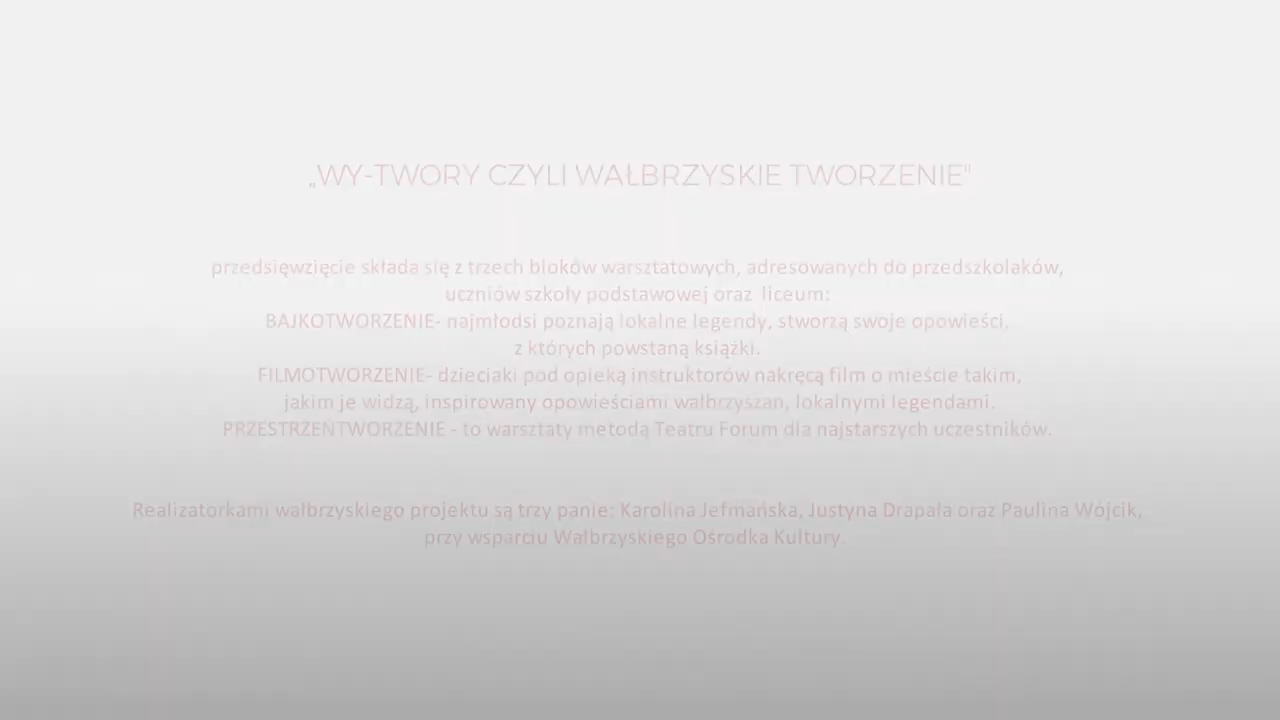 „WY-TWORY CZYLI WAŁBRZYSKIE TWORZENIE"
przedsięwzięcie składa się z trzech bloków warsztatowych, adresowanych do przedszkolaków,
uczniów szkoły podstawowej oraz liceum:
BAJKOTWORZENIE- najmłodsi poznają lokalne legendy, stworzą swoje opowieści,
z których powstaną książki.
FILMOTWORZENIE- dzieciaki pod opieką instruktorów nakręcą film o mieście takim,
jakim je widzą, inspirowany opowieściami wałbrzyszan, lokalnymi legendami.
PRZESTRZEŃTWORZENIE - to warsztaty metodą Teatru Forum dla najstarszych uczestników.
Realizatorkami wałbrzyskiego projektu są trzy panie: Karolina Jefmańska, Justyna Drapała oraz Paulina Wójcik,
przy wsparciu Wałbrzyskiego Ośrodka Kultury.